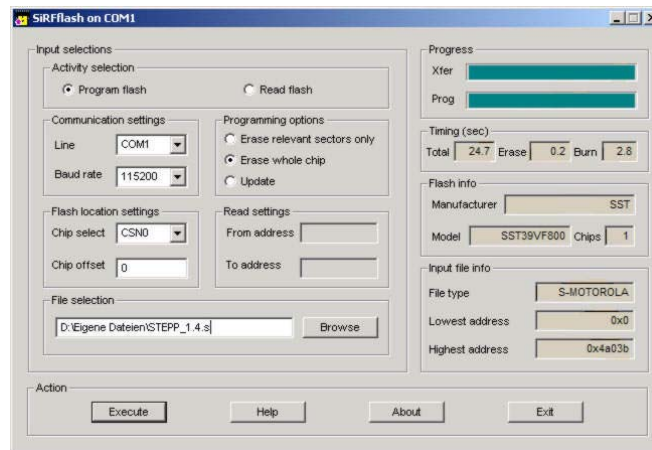 SiRFflash on COM1
Input selections
Activity selection
Program flash
Read flash
Communication settings
Line
COM1
Baud rate
115200
Programming options
Erase relevant sectors only
Erase whole chip
Update
Flash location settings
Chip select
CSN0
Chip offset
0
Read settings
From address
To address
File selection
D:\Eigene Dateien\STEPP_1.4.s
Browse
Progress
Xfer
Prog
Timing (sec)
Total 24.7 Erase 0.2 Burn 2.8
Flash info
Manufacturer SST
Model SST39VF800 Chips 1
Input file info
File type S-MOTOROLA
Lowest address 0x0
Highest address 0x4a03b
Action
Execute Help About Exit